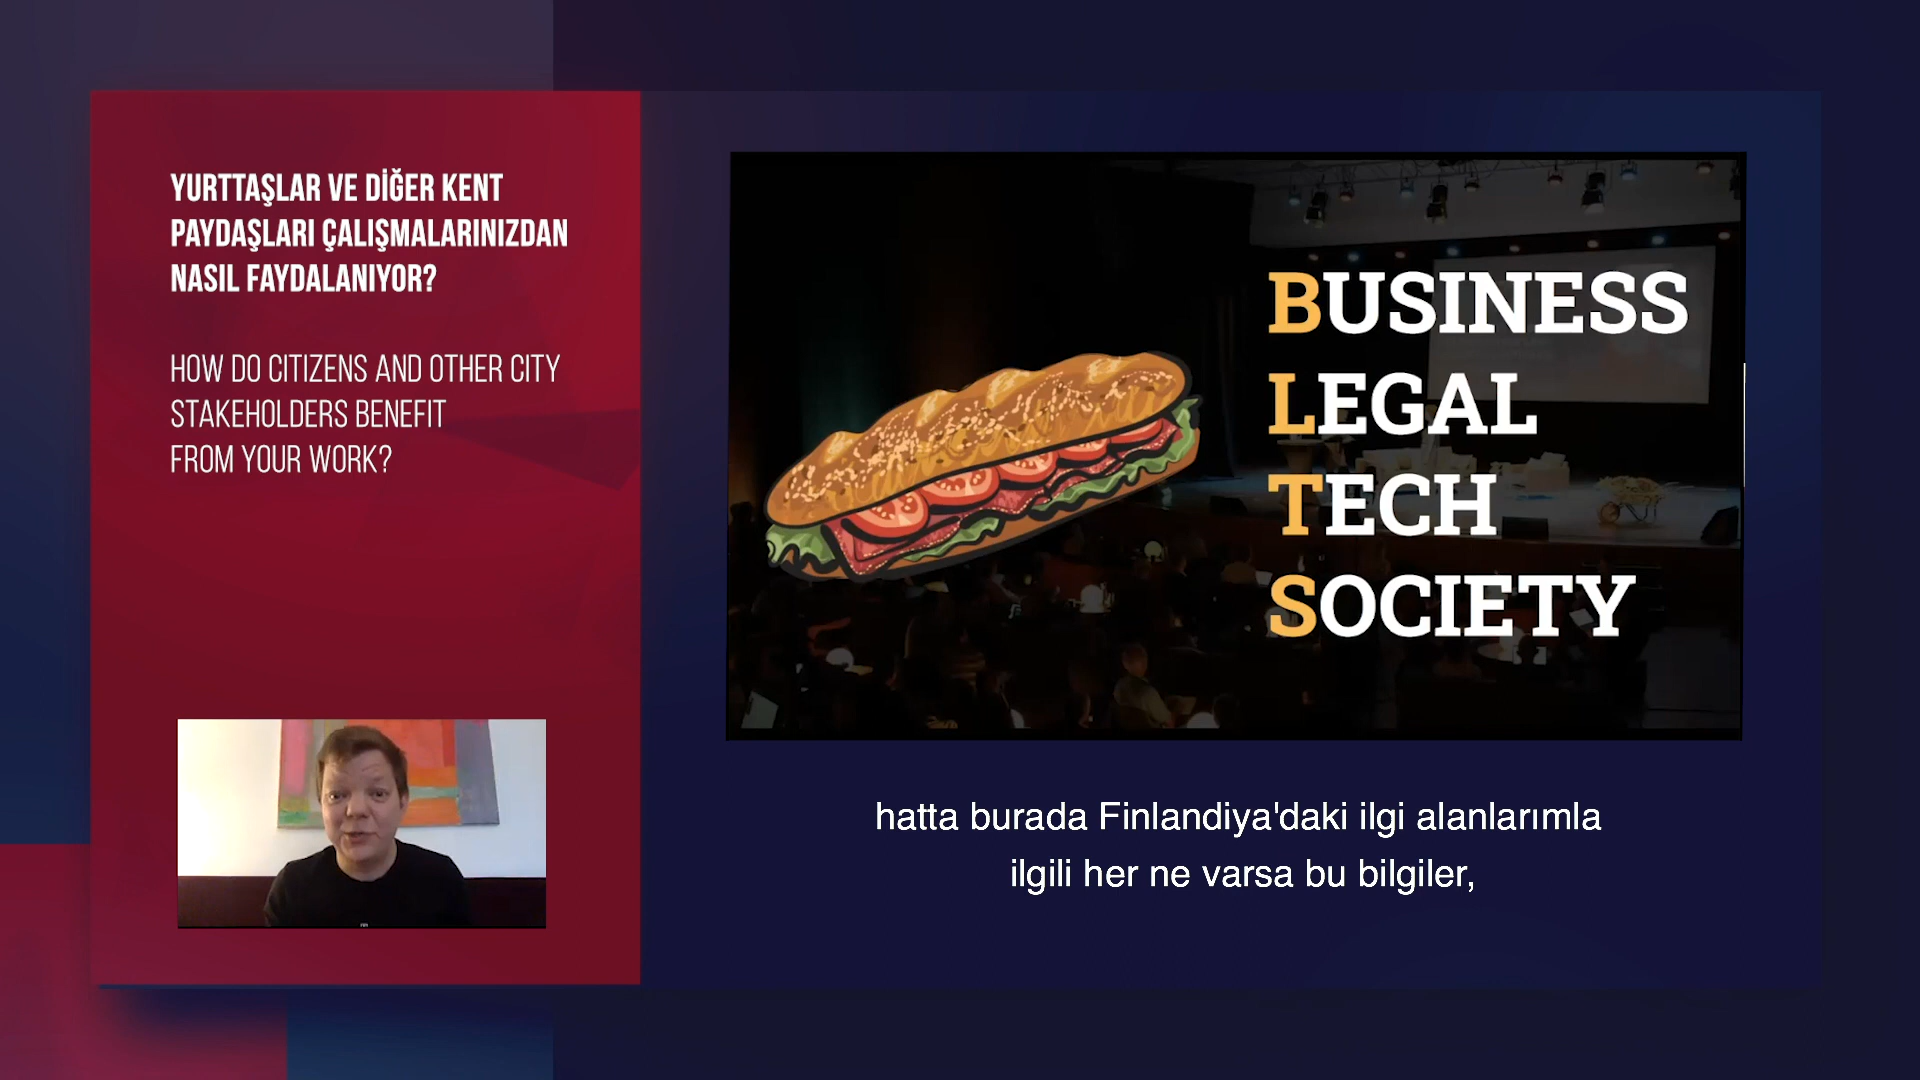 YURTTAŞLAR VE DİĞER KENT
PAYDAŞLARI ÇALIŞMALARINIZDAN
NASIL FAYDALANIYOR?
HOW DO CITIZENS AND OTHER CITY
STAKEHOLDERS BENEFIT
FROM YOUR WORK?
BUSINESS
LEGAL
TECH
SOCIETY
hatta burada Finlandiya'daki ilgi alanlarımla
ilgili her ne varsa bu bilgiler,